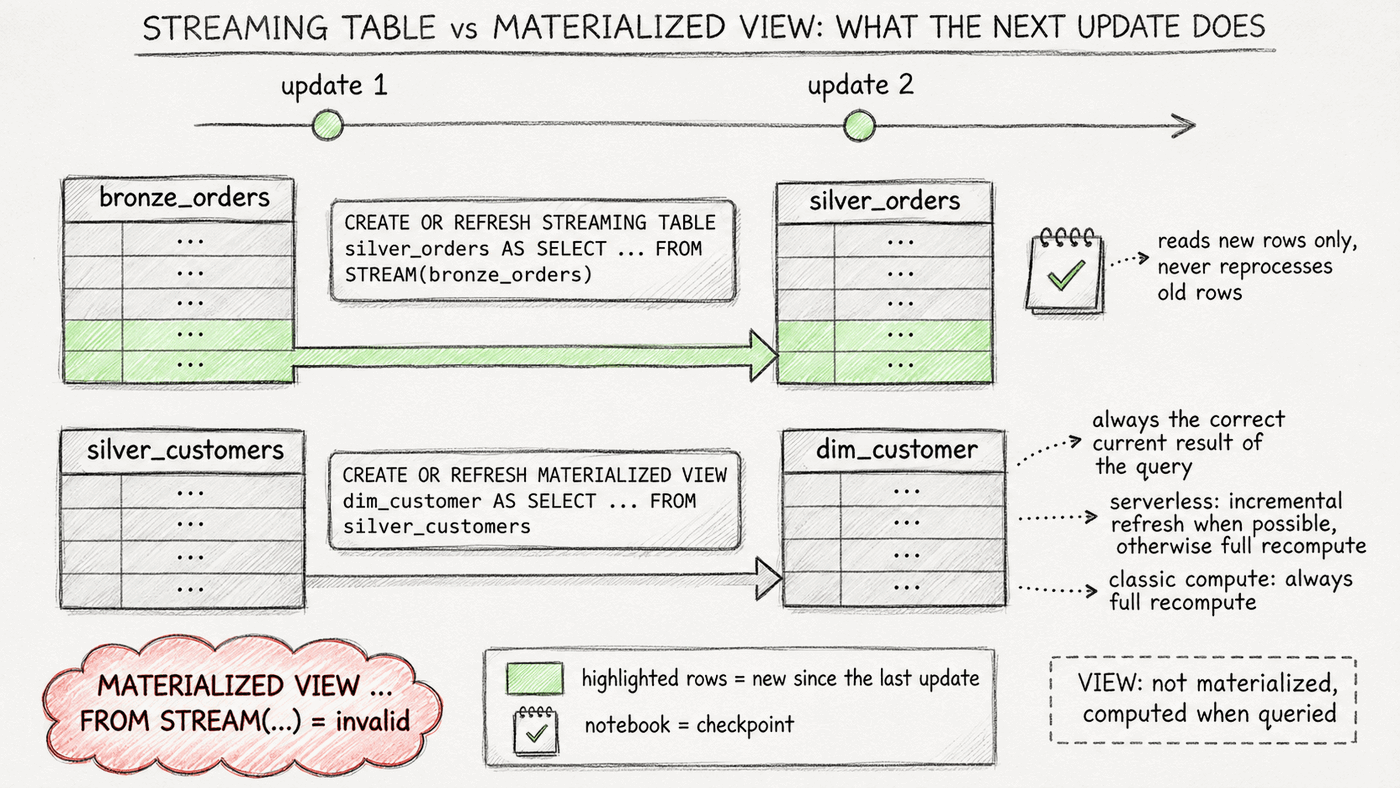 STREAMING TABLE vs MATERIALIZED VIEW: WHAT THE NEXT UPDATE DOES
update 1
update 2
bronze_orders
...
...
...
...
...
CREATE OR REFRESH STREAMING TABLE
silver_orders AS SELECT ... FROM
STREAM(bronze_orders)
silver_orders
...
...
...
...
...
reads new rows only,
never reprocesses
old rows
silver_customers
...
...
...
...
CREATE OR REFRESH MATERIALIZED VIEW
dim_customer AS SELECT ... FROM
silver_customers
dim_customer
...
...
...
...
always the correct
current result of
the query
serverless: incremental
refresh when possible,
otherwise full recompute
classic compute: always
full recompute
MATERIALIZED VIEW ...
FROM STREAM(...) = invalid
highlighted rows = new since the last update
notebook = checkpoint
VIEW: not materialized,
computed when queried